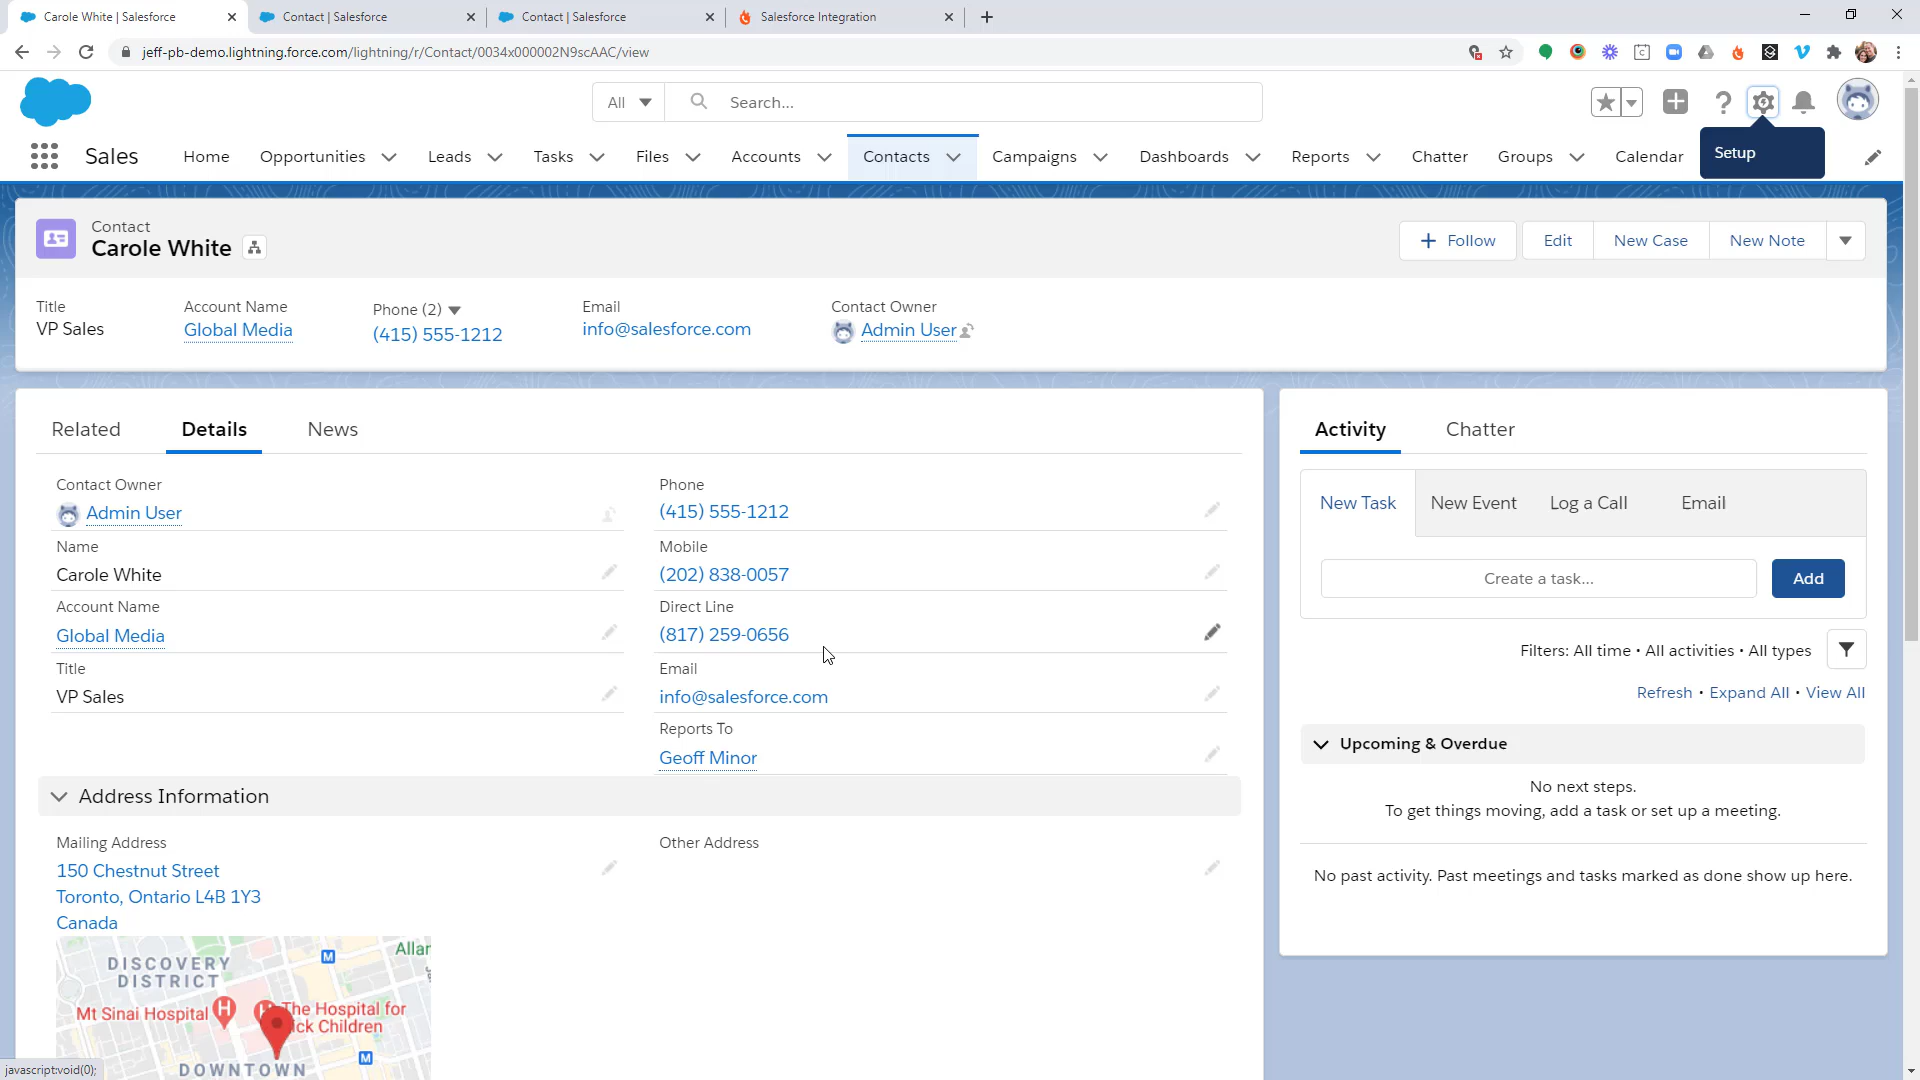 Carole White | Salesforce
Contact | Salesforce
Contact | Salesforce
Salesforce Integration
jeff-pb-demo.lightning.force.com/lightning/r/Contact/0034x000002N9scAAC/view
All
Search...
Setup
Sales
Home
Opportunities
Leads
Tasks
Files
Accounts
Contacts
Campaigns
Dashboards
Reports
Chatter
Groups
Calendar
Contact
Carole White
Follow
Edit
New Case
New Note
Title
VP Sales
Account Name
Global Media
Phone (2)
(415) 555-1212
Email
info@salesforce.com
Contact Owner
Admin User
Related
Details
News
Contact Owner
Admin User
Name
Carole White
Account Name
Global Media
Title
VP Sales
Phone
(415) 555-1212
Mobile
(202) 838-0057
Direct Line
(817) 259-0656
Email
info@salesforce.com
Reports To
Geoff Minor
Address Information
Mailing Address
150 Chestnut Street
Toronto, Ontario L4B 1Y3
Canada
Other Address
DISCOVERY
DISTRICT
Mt Sinai Hospital
H
The Hospital for
ick Children
DOWNTOWN
M
M
Activity
Chatter
New Task
New Event
Log a Call
Email
Create a task...
Add
Filters: All time • All activities • All types
Refresh • Expand All • View All
Upcoming & Overdue
No next steps.
To get things moving, add a task or set up a meeting.
No past activity. Past meetings and tasks marked as done show up here.
javascript:void(0);